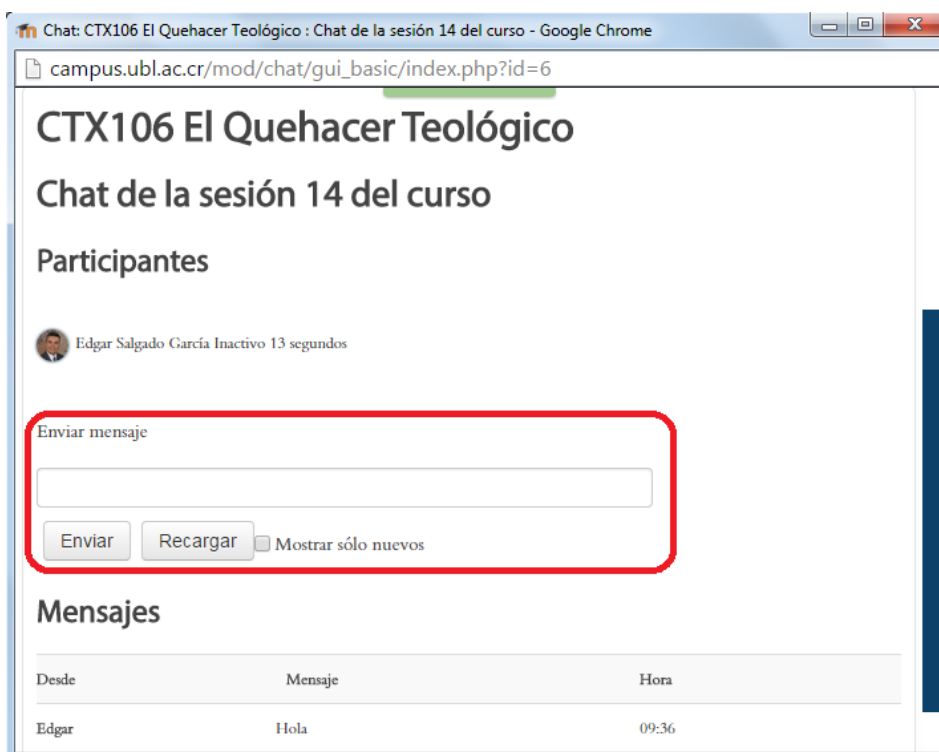 Chat: CTX106 El Quehacer Teológico : Chat de la sesión 14 del curso - Google Chrome
campus.ubl.ac.cr/mod/chat/gui_basic/index.php?id=6
CTX106 El Quehacer Teológico
Chat de la sesión 14 del curso
Participantes
Edgar Salgado García Inactivo 13 segundos
Enviar mensaje
Enviar Recargar Mostrar sólo nuevos
Mensajes
Desde Mensaje Hora
Edgar Hola 09:36